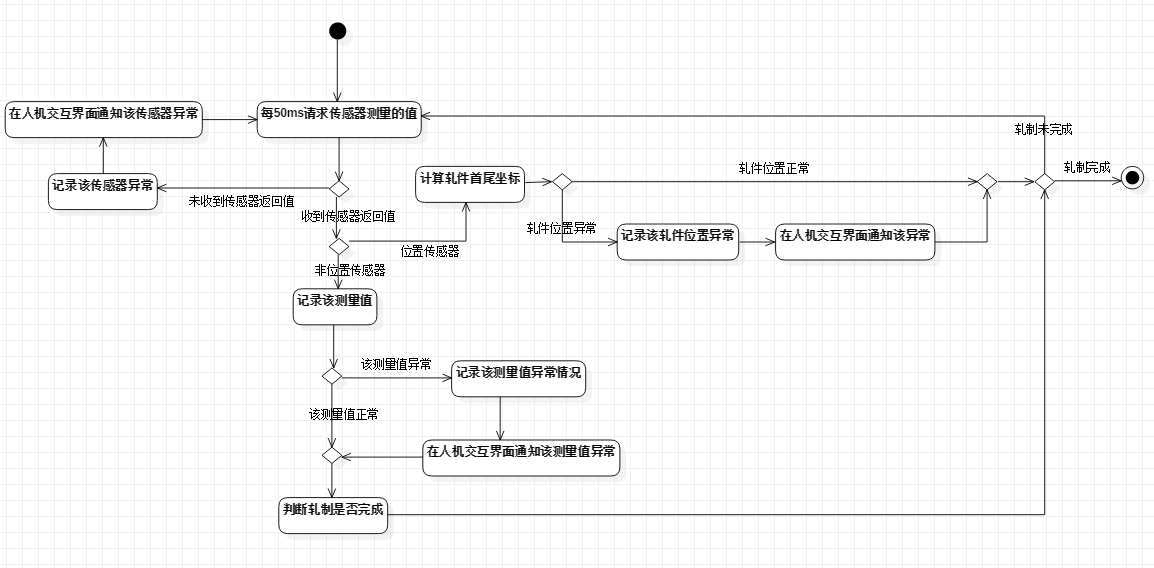 在人机交互界面通知该传感器异常
每50ms请求传感器测量的值
轧制未完成
记录该传感器异常
未收到传感器返回值
收到传感器返回值
计算轧件首尾坐标
轧件位置正常
轧制完成
轧件位置异常
记录该轧件位置异常
在人机交互界面通知该异常
位置传感器
非位置传感器
记录该测量值
该测量值异常
记录该测量值异常情况
该测量值正常
在人机交互界面通知该测量值异常
判断轧制是否完成